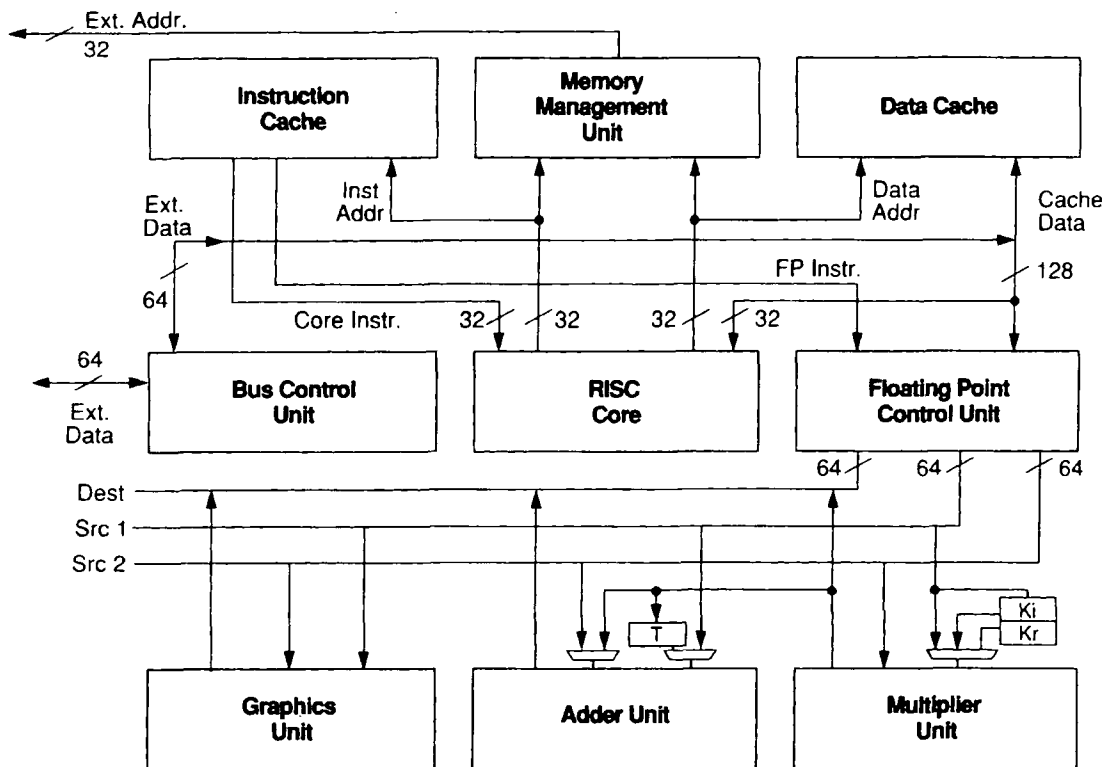 Ext. Addr.
32
Instruction
Cache
Memory
Management
Unit
Data Cache
Inst
Addr
Data
Addr
Cache
Data
Ext.
Data
64
FP Instr.
128
Core Instr.
32
32
32
32
64
Ext.
Data
Bus Control
Unit
RISC
Core
Floating Point
Control Unit
64
64
64
Dest
Src 1
Src 2
T
Ki
Kr
Graphics
Unit
Adder Unit
Multiplier
Unit